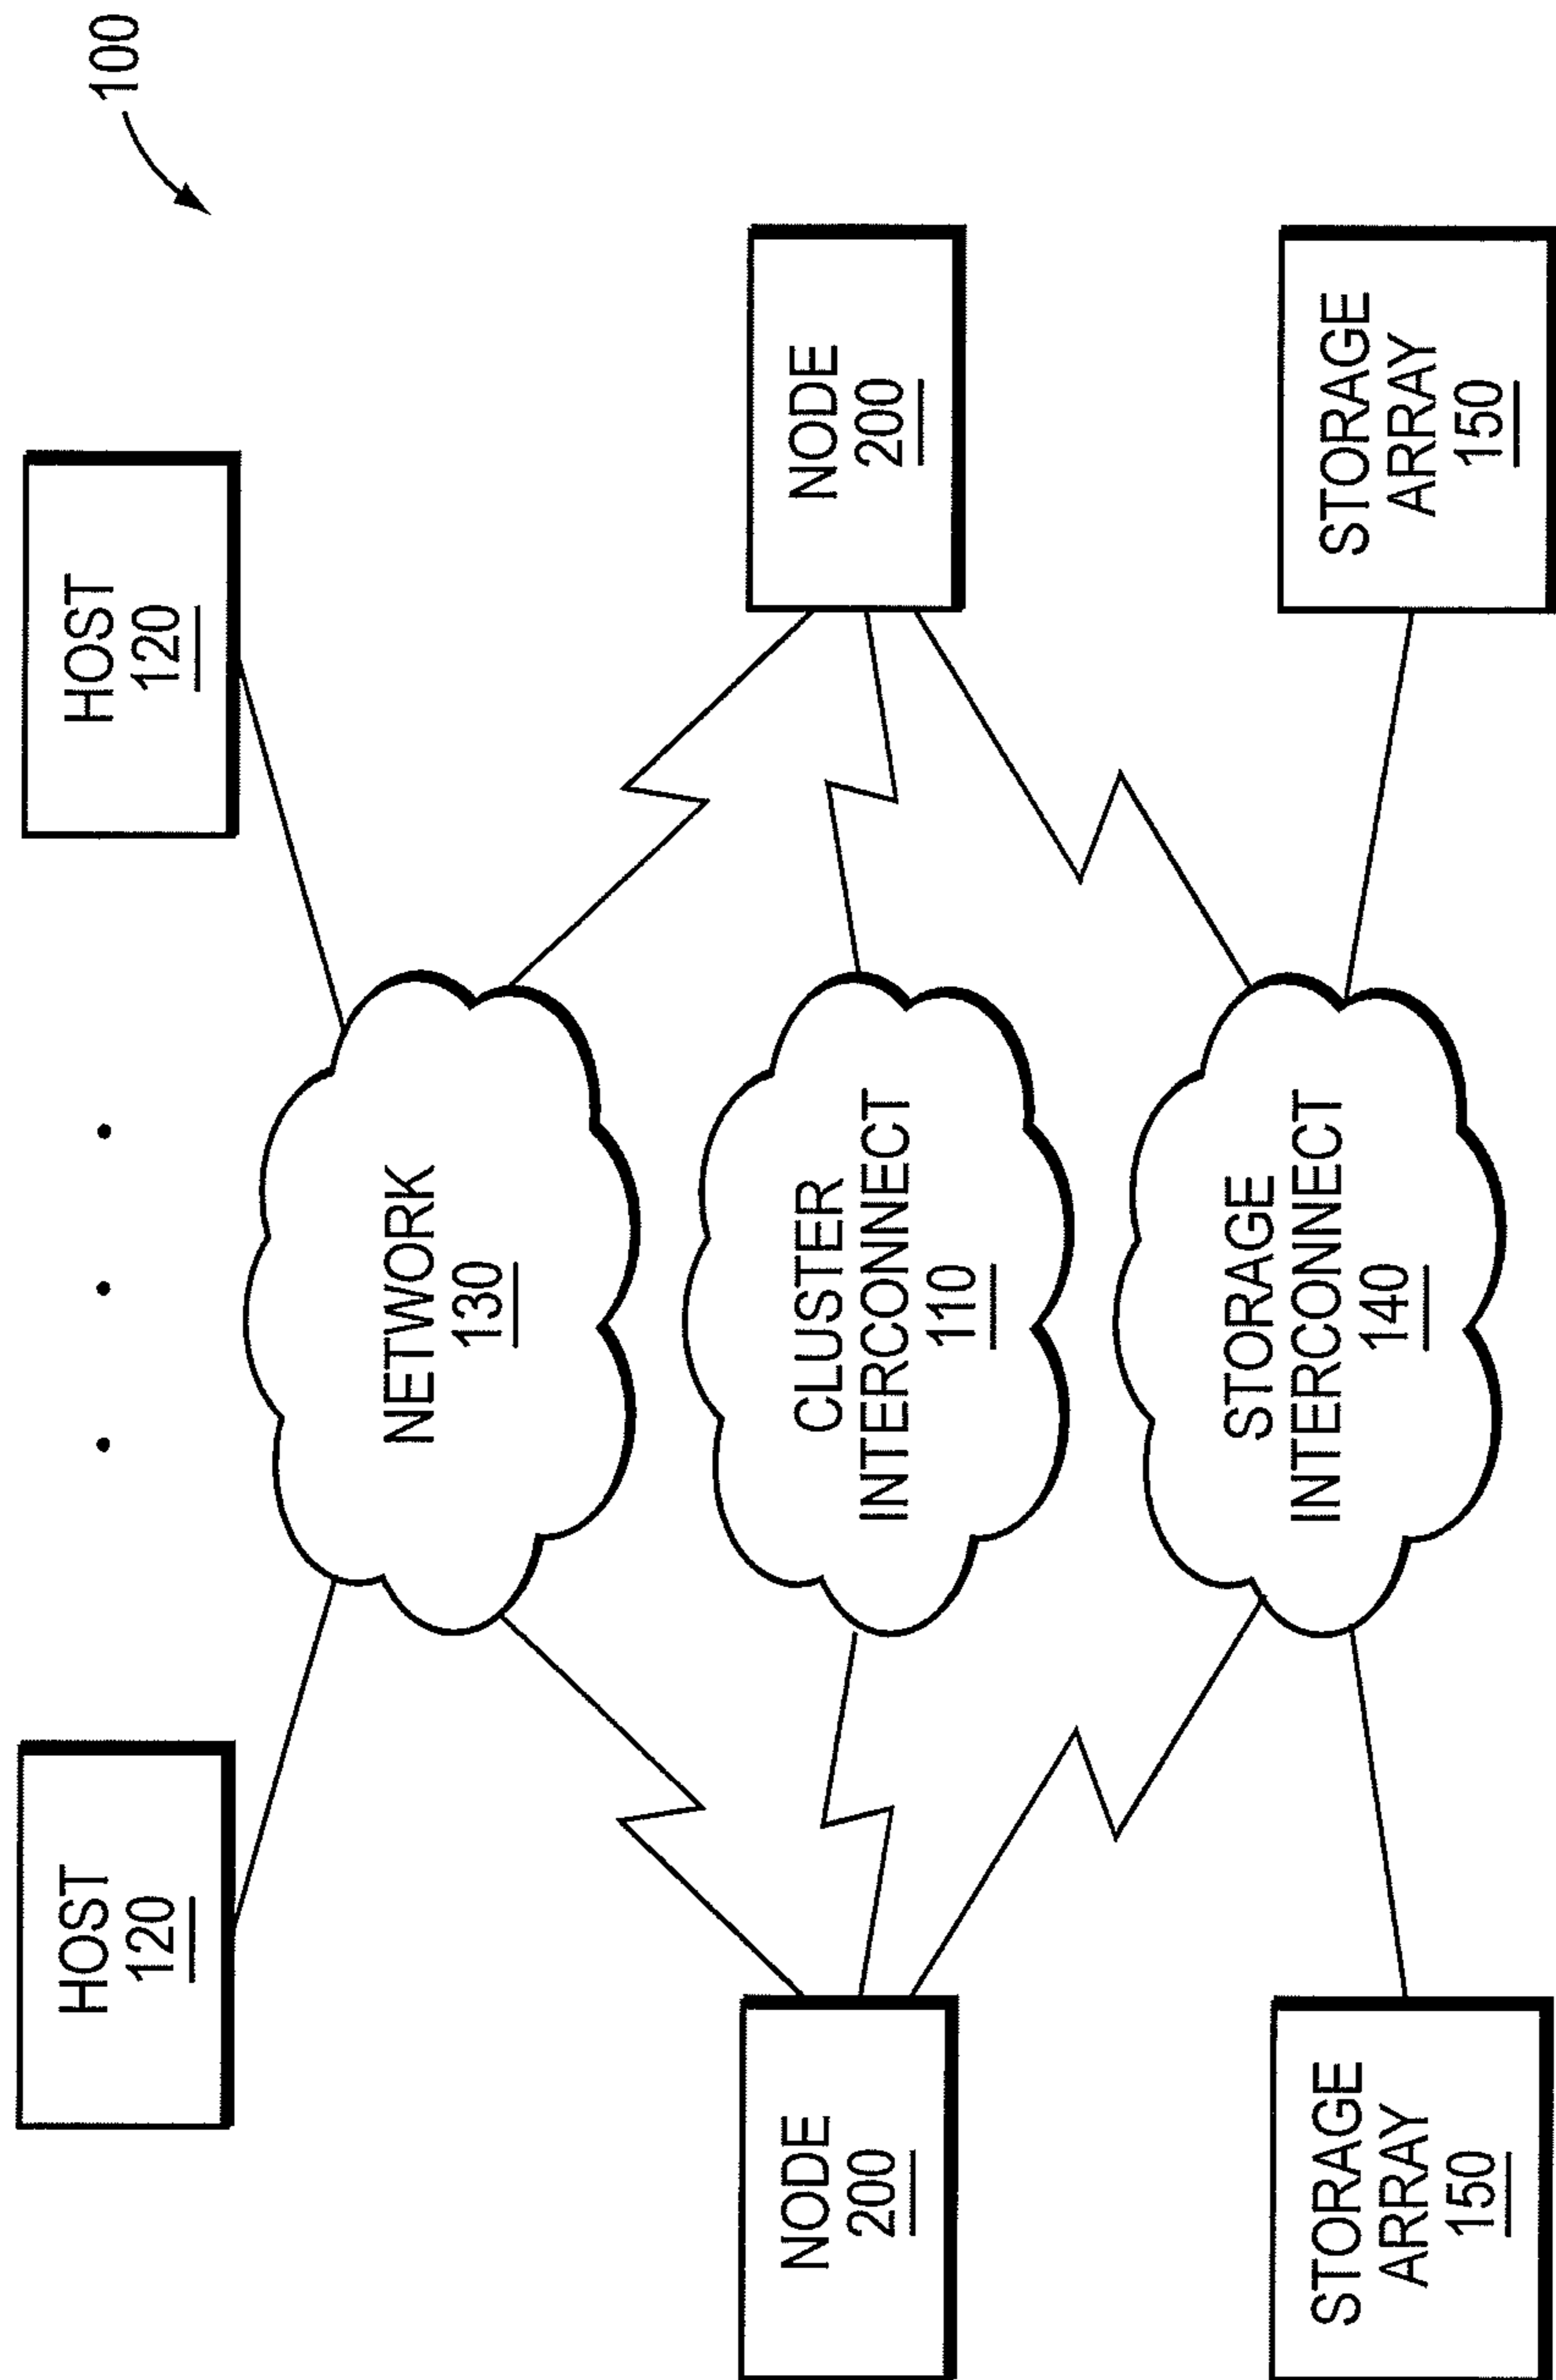 100
HOST
120
HOST
120
NETWORK
130
NODE
200
CLUSTER
INTERCONNECT
110
NODE
200
STORAGE
INTERCONNECT
140
STORAGE
ARRAY
150
STORAGE
ARRAY
150